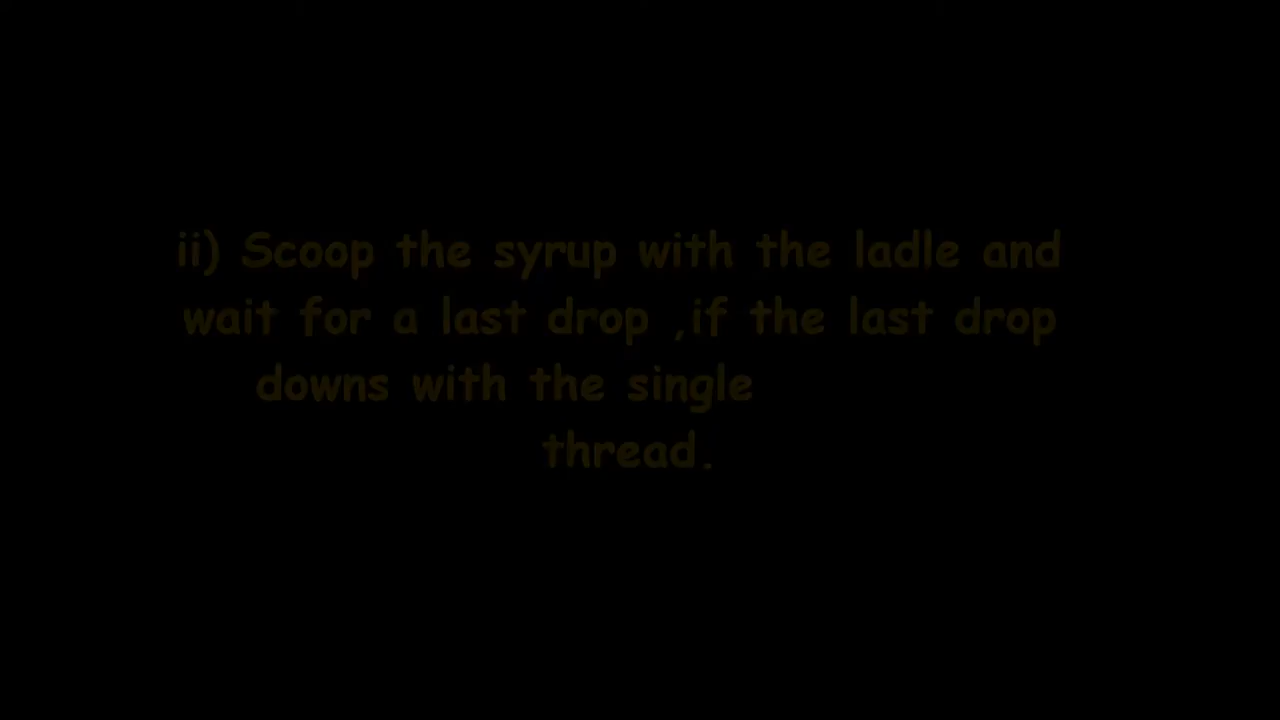 ii) Scoop the syrup with the ladle and
wait for a last drop ,if the last drop
downs with the single
thread.